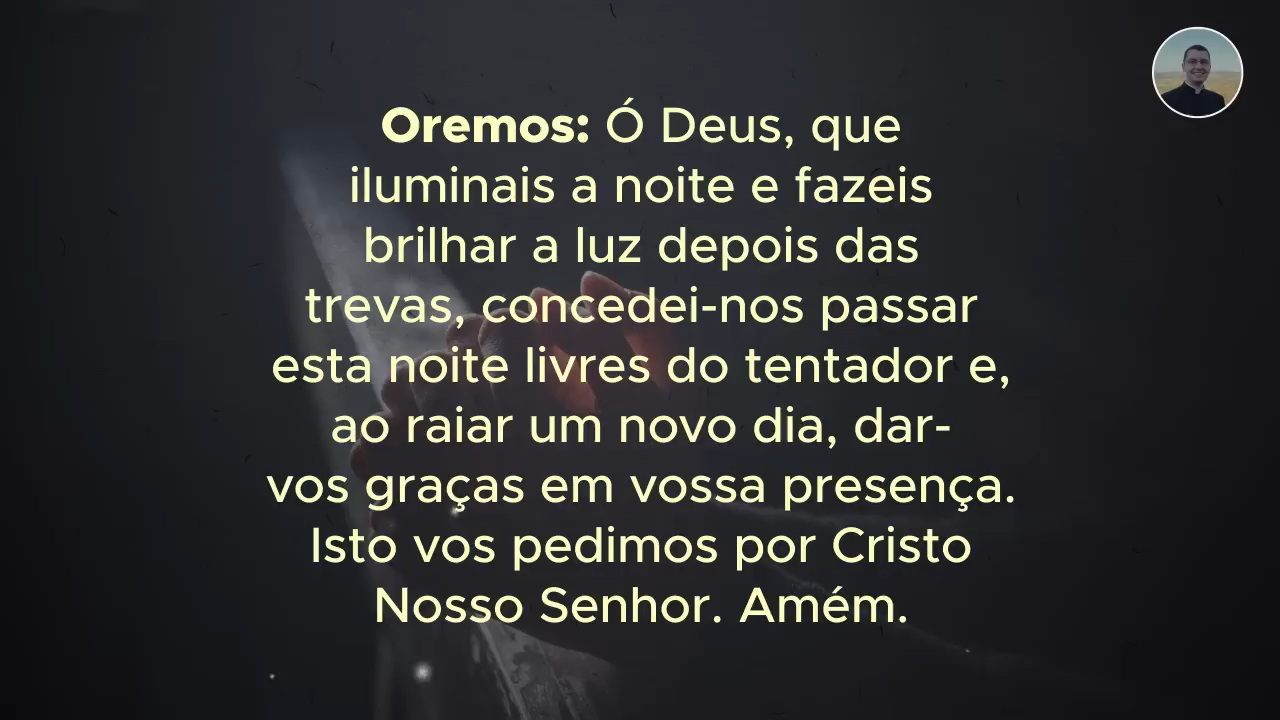 Oremos: Ó Deus, que
iluminais a noite e fazeis
brilhar a luz depois das
trevas, concedei-nos passar
esta noite livres do tentador e,
ao raiar um novo dia, dar-
vos graças em vossa presença.
Isto vos pedimos por Cristo
Nosso Senhor. Amém.